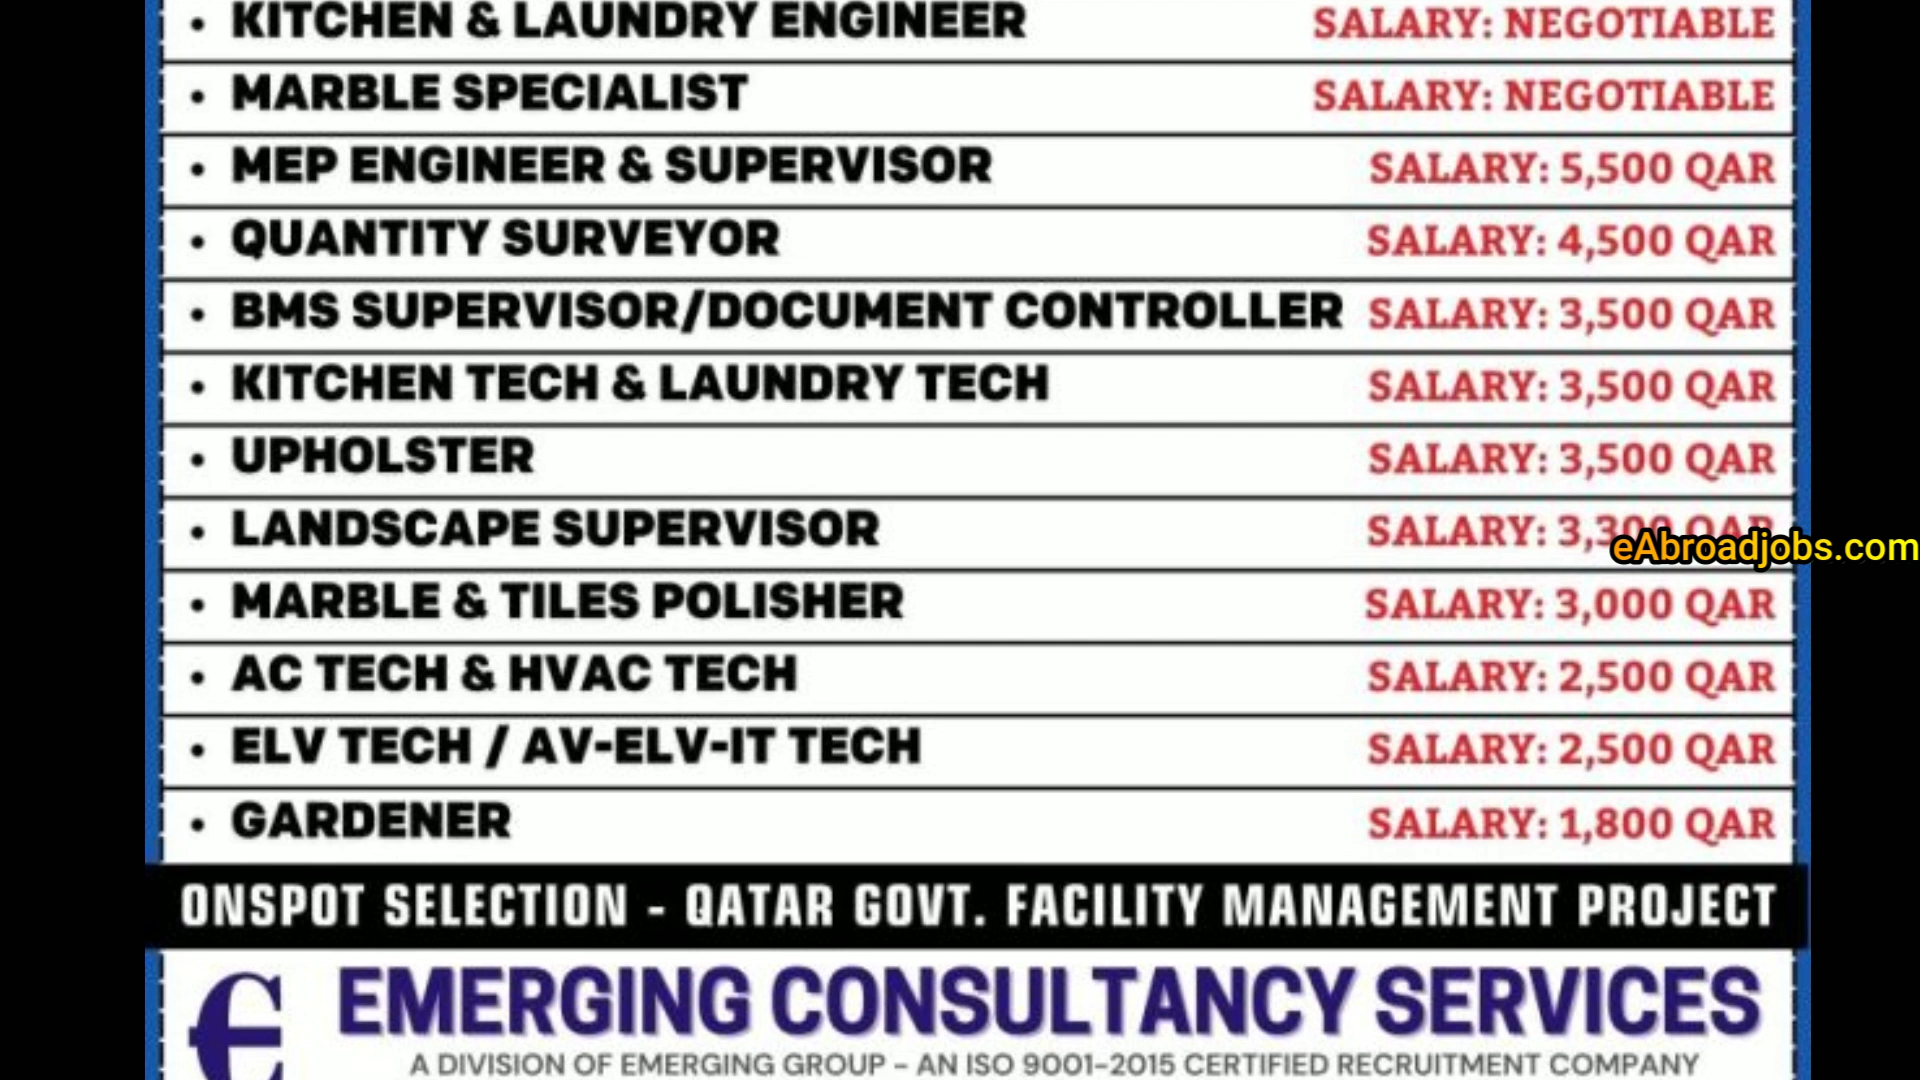 • KITCHEN & LAUNDRY ENGINEER SALARY: NEGOTIABLE
• MARBLE SPECIALIST SALARY: NEGOTIABLE
• MEP ENGINEER & SUPERVISOR SALARY: 5,500 QAR
• QUANTITY SURVEYOR SALARY: 4,500 QAR
• BMS SUPERVISOR/DOCUMENT CONTROLLER SALARY: 3,500 QAR
• KITCHEN TECH & LAUNDRY TECH SALARY: 3,500 QAR
• UPHOLSTER SALARY: 3,500 QAR
• LANDSCAPE SUPERVISOR SALARY: 3,300 QAR
eAbroadjobs.com
• MARBLE & TILES POLISHER SALARY: 3,000 QAR
• AC TECH & HVAC TECH SALARY: 2,500 QAR
• ELV TECH / AV-ELV-IT TECH SALARY: 2,500 QAR
• GARDENER SALARY: 1,800 QAR
ONSPOT SELECTION - QATAR GOVT. FACILITY MANAGEMENT PROJECT
EMERGING CONSULTANCY SERVICES
A DIVISION OF EMERGING GROUP - AN ISO 9001-2015 CERTIFIED RECRUITMENT COMPANY